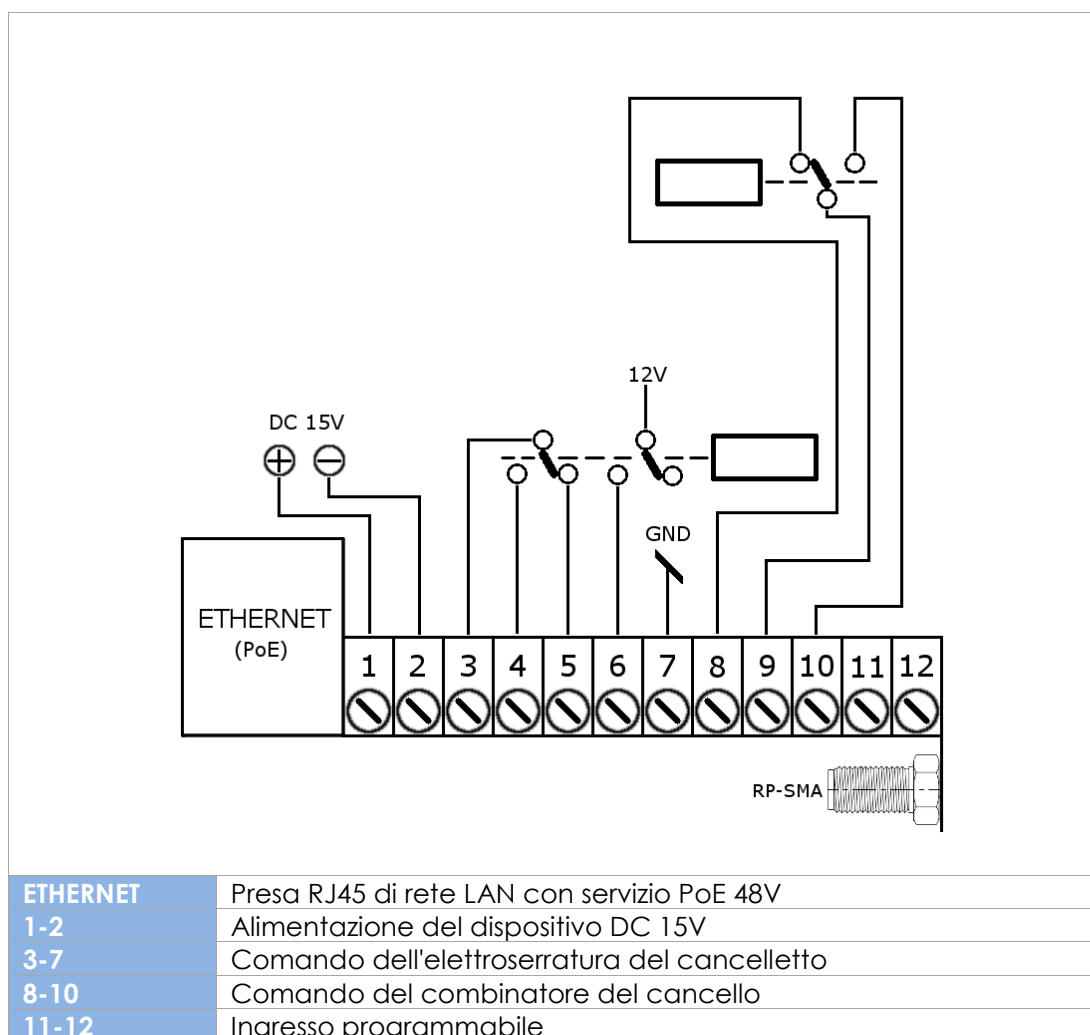 12V
DC 15V
GND
ETHERNET
(PoE)
1 2 3 4 5 6 7 8 9 10 11 12
RP-SMA
ETHERNET Presa RJ45 di rete LAN con servizio PoE 48V
1-2 Alimentazione del dispositivo DC 15V
3-7 Comando dell'elettroserratura del cancelletto
8-10 Comando del combinatore del cancello
11-12 Ingresso programmabile